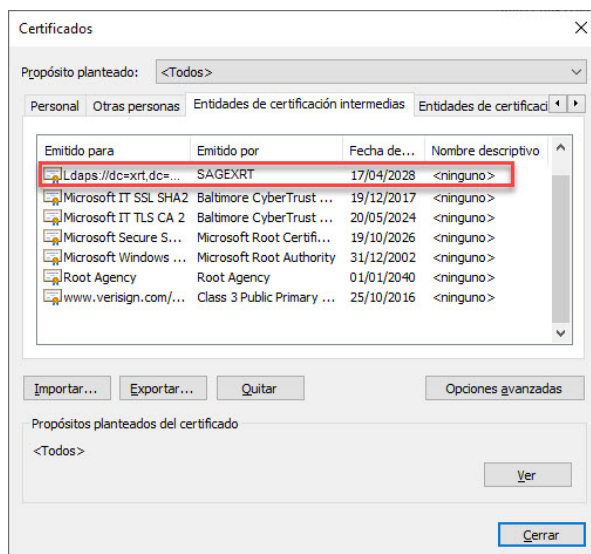 Certificados
Propósito planteado: <Todos>
Personal Otras personas Entidades de certificación intermedias Entidades de certificaci
Emitido para Emitido por Fecha de... Nombre descriptivo
Ldaps://dc=xrt,dc=... SAGEXRT 17/04/2028 <ninguno>
Microsoft IT SSL SHA2 Baltimore CyberTrust ... 19/12/2017 <ninguno>
Microsoft IT TLS CA 2 Baltimore CyberTrust ... 20/05/2024 <ninguno>
Microsoft Secure S... Microsoft Root Certifi... 19/10/2026 <ninguno>
Microsoft Windows ... Microsoft Root Authority 31/12/2002 <ninguno>
Root Agency Root Agency 01/01/2040 <ninguno>
www.verisign.com/... Class 3 Public Primary ... 25/10/2016 <ninguno>
Importar... Exportar... Quitar Opciones avanzadas
Propósitos planteados del certificado
<Todos>
Ver
Cerrar